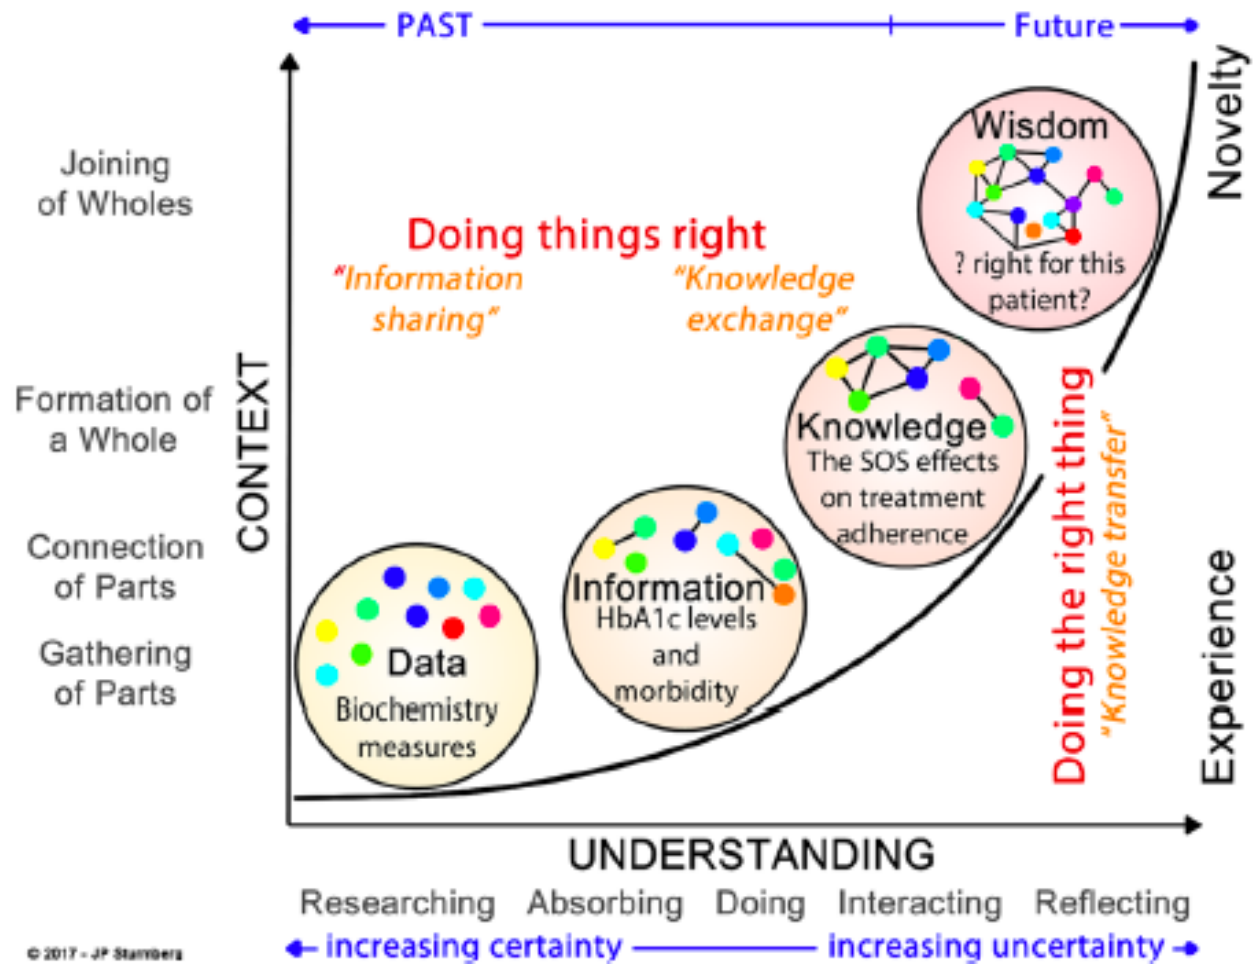 PAST
Future
Novelty
Wisdom
? right for this
patient?
Joining
of Wholes
Doing things right
"Information
sharing"
"Knowledge
exchange"
Formation of
a Whole
CONTEXT
Knowledge
The SOS effects
on treatment
adherence
Doing the right thing
"Knowledge transfer"
Connection
of Parts
Information
HbA1c levels
and
morbidity
Gathering
of Parts
Data
Biochemistry
measures
Experience
UNDERSTANDING
Researching Absorbing Doing Interacting Reflecting
increasing certainty increasing uncertainty
© 2017 - JP Sturmberg